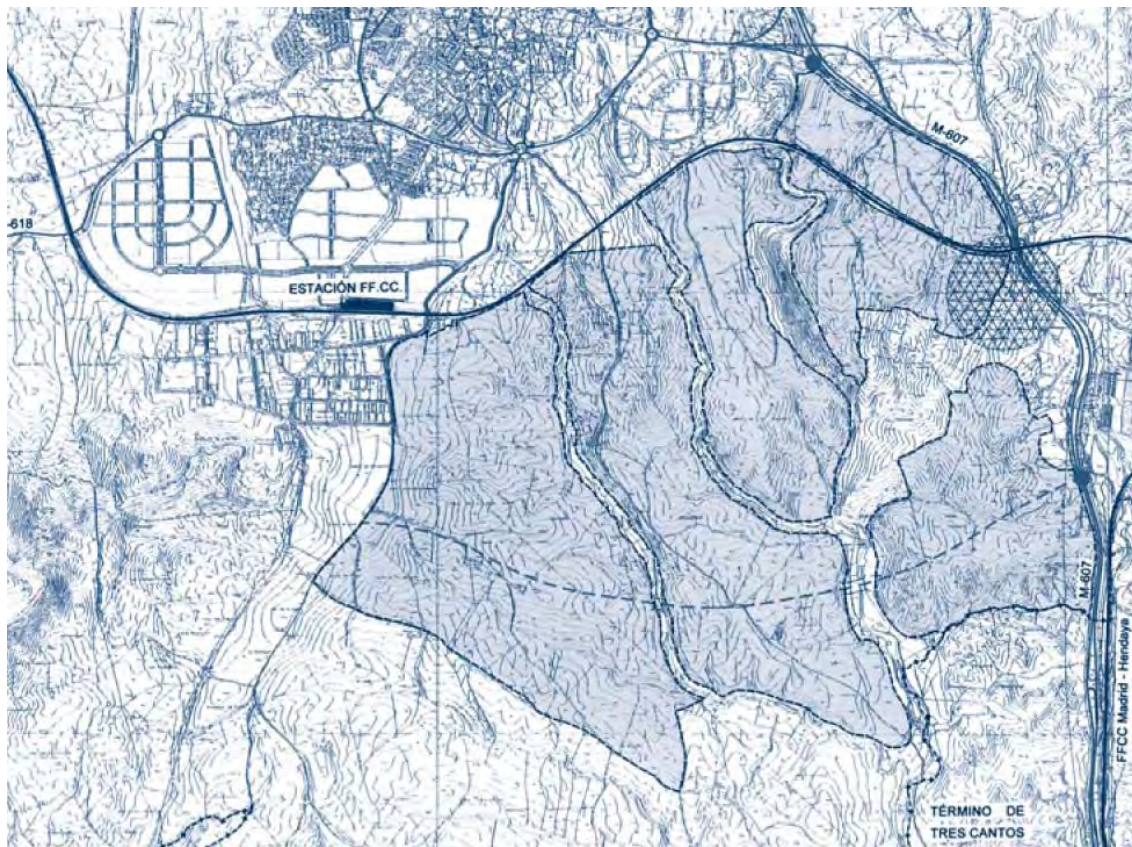 M-607
-618
ESTACIÓN FF.CC.
M-607
FFCC Madrid - Hendaya
TÉRMINO DE
TRES CANTOS